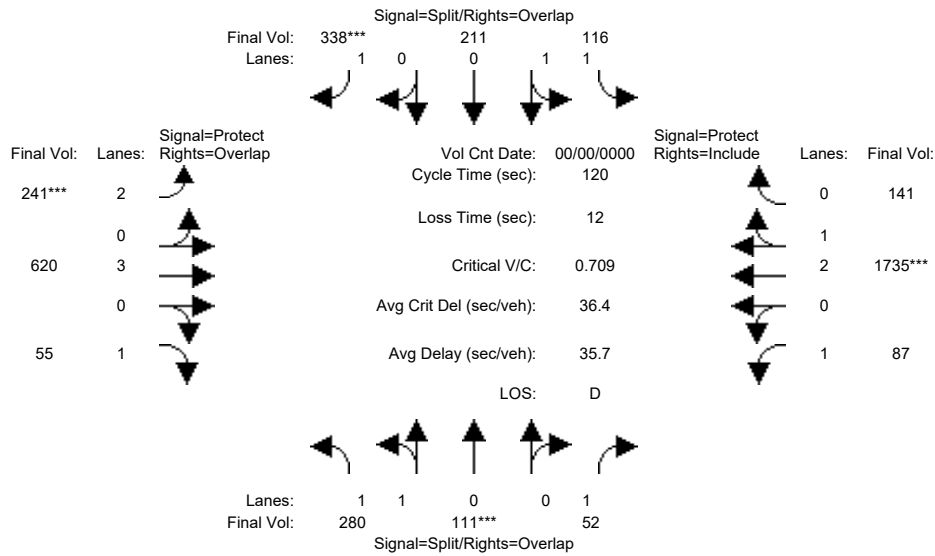 Signal=Split/Rights=Overlap
Final Vol: 338*** 211 116
Lanes: 1 0 0 1 1
Signal=Protect
Final Vol: Lanes: Rights=Overlap
Vol Cnt Date: 00/00/0000
Signal=Protect
Rights=Include Lanes: Final Vol:
Cycle Time (sec): 120
241*** 2
0 141
Loss Time (sec): 12
0
1
620 3
Critical V/C: 0.709
2 1735***
0
Avg Crit Del (sec/veh): 36.4
0
55 1
Avg Delay (sec/veh): 35.7
1 87
LOS: D
Lanes: 1 1 0 0 1
Final Vol: 280 111*** 52
Signal=Split/Rights=Overlap